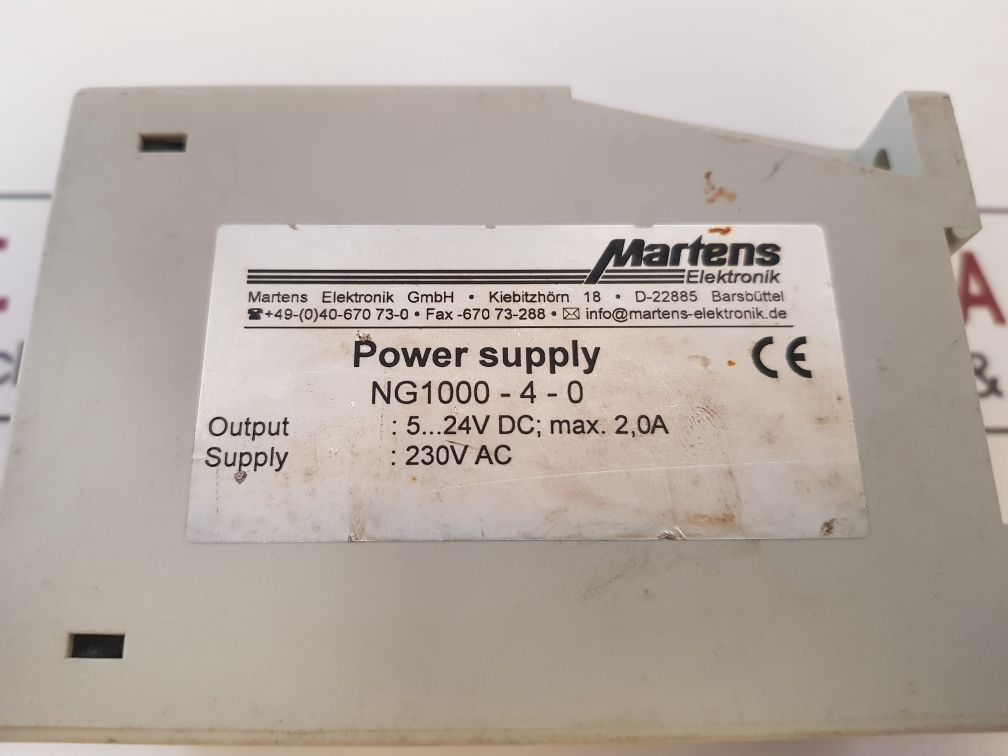 Martens
Elektronik
Martens Elektronik GmbH • Kiebitzhörn 18 • D-22885 Barsbüttel
☎+49-(0)40-670 73-0 • Fax -670 73-288 • ✉ info@martens-elektronik.de
Power supply CE
NG1000 - 4 - 0
Output : 5...24V DC; max. 2,0A
Supply : 230V AC